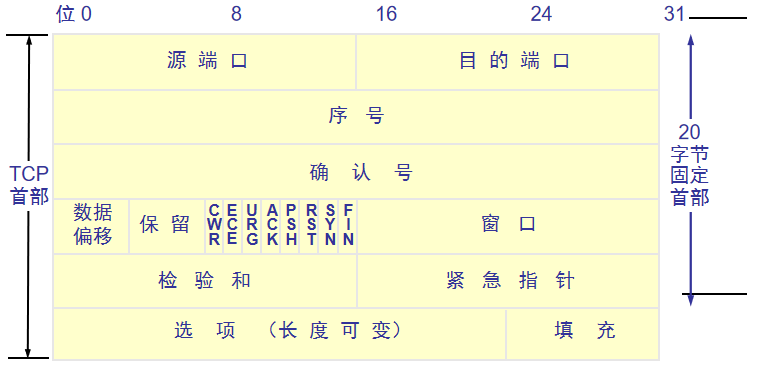 位 0 8 16 24 31
源 端 口 目 的 端 口
序 号
确 认 号
TCP
首部
20
字节
固定
首部
数据
偏移
保 留
CWR
ECE
URG
ACK
PSH
RST
SYN
FIN
窗 口
检 验 和 紧 急 指 针
选 项 （长 度 可 变） 填 充